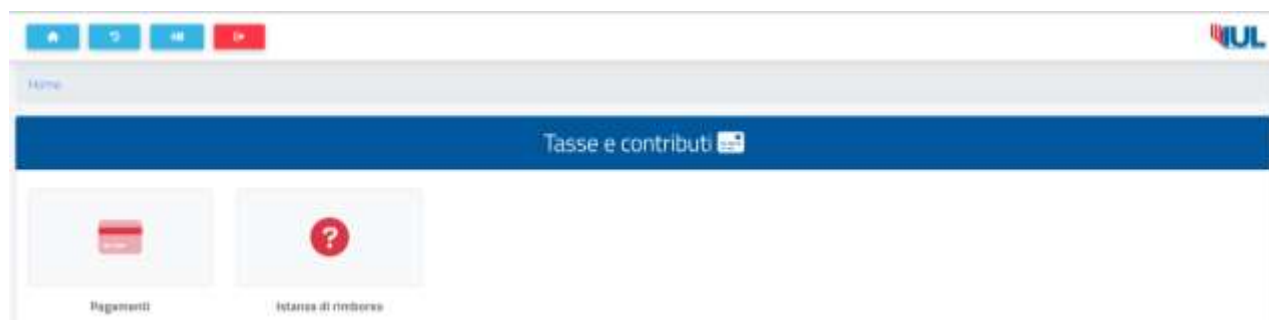 IUL
Home
Tasse e contributi
Pagamenti
Istanza di rimborso